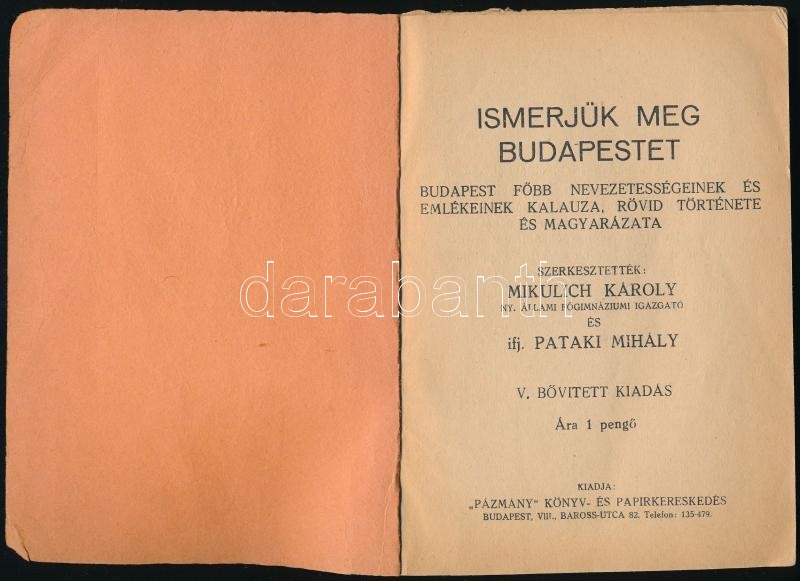 ISMERJÜK MEG
BUDAPESTET
BUDAPEST FŐBB NEVEZETESSÉGEINEK ÉS
EMLÉKEINEK KALAUZA, RÖVID TÖRTÉNETE
ÉS MAGYARÁZATA
SZERKESZTETTÉK:
MIKULICH KÁROLY
NY. ÁLLAMI FŐGIMNÁZIUMI IGAZGATÓ
ÉS
ifj. PATAKI MIHÁLY
V. BŐVITETT KIADÁS
Ára 1 pengő
KIADJA:
„PÁZMÁNY" KÖNYV- ÉS PAPIRKERESKEDÉS
BUDAPEST, VIII., BAROSS-UTCA 82. Telefon: 135-479.
darabanth